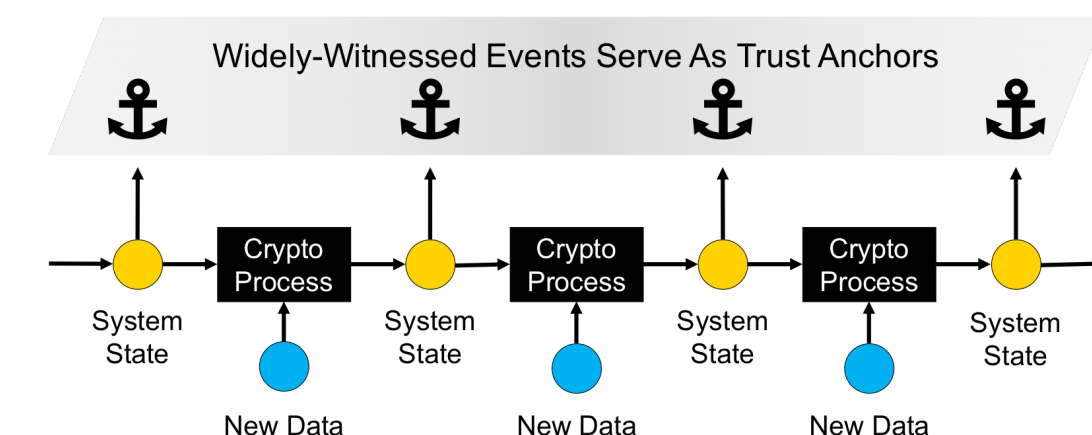 Widely-Witnessed Events Serve As Trust Anchors
Crypto
Process
Crypto
Process
Crypto
Process
System
State
System
State
System
State
System
State
New Data
New Data
New Data